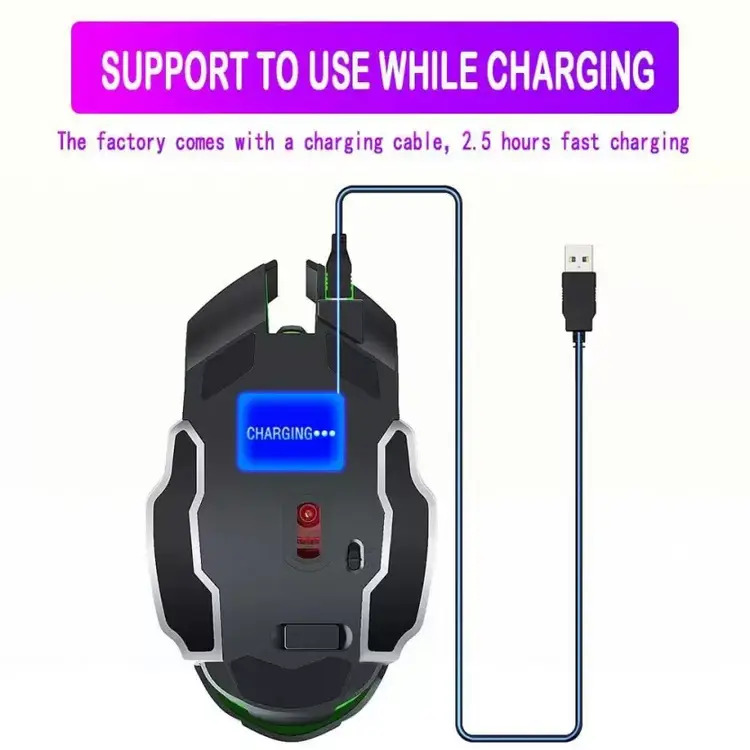 SUPPORT TO USE WHILE CHARGING
The factory comes with a charging cable, 2.5 hours fast charging
CHARGING•••